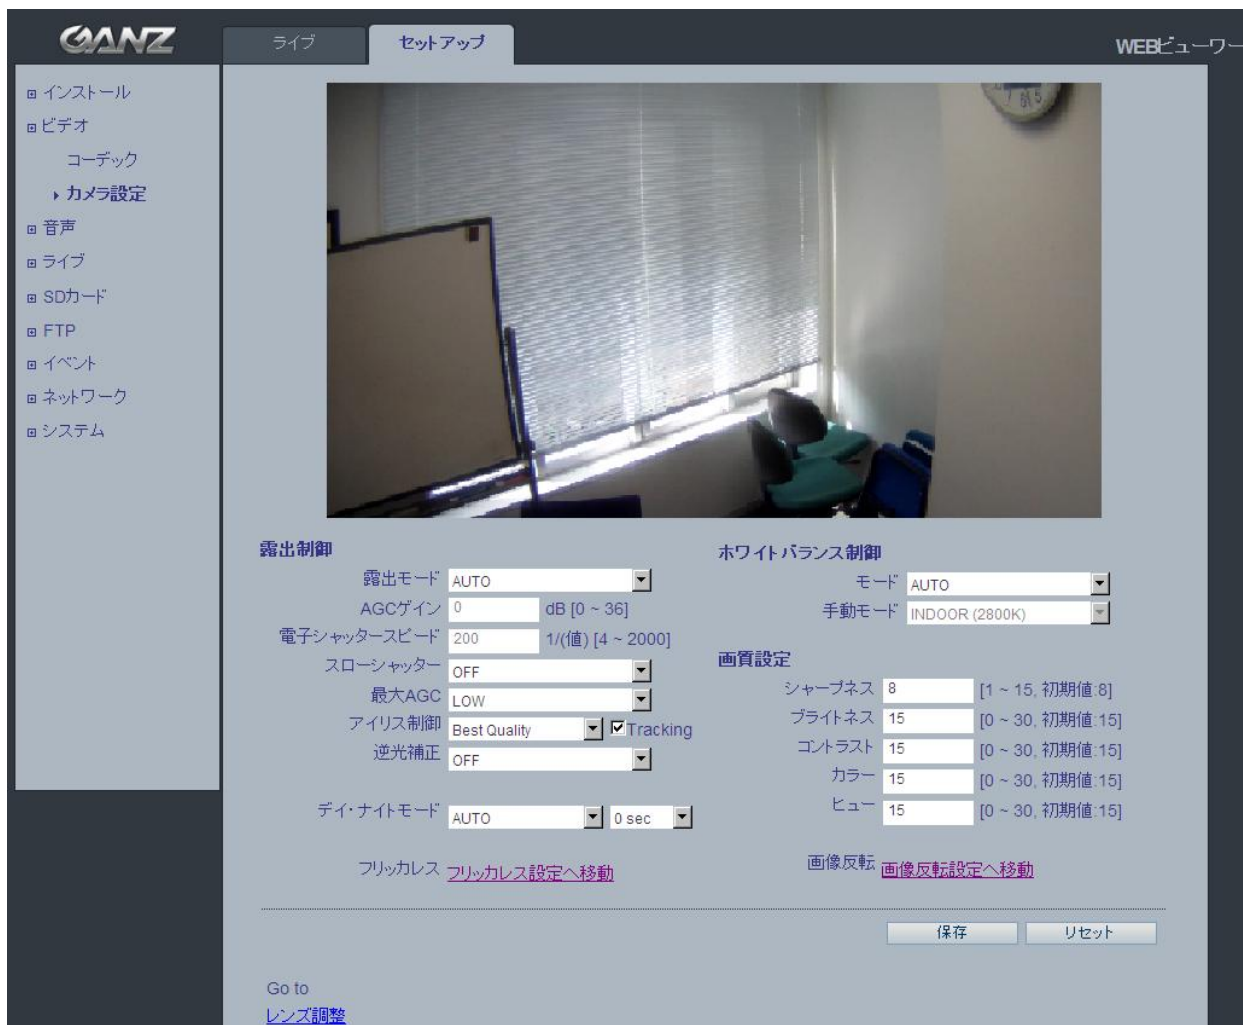 GANZ
ライブ
セットアップ
WEBビューワー
インストール
ビデオ
コーデック
カメラ設定
音声
ライブ
SDカード
FTP
イベント
ネットワーク
システム
露出制御
露出モード AUTO
AGCゲイン 0 dB [0 ~ 36]
電子シャッタースピード 200 1/(値) [4 ~ 2000]
スローシャッター OFF
最大AGC LOW
アイリス制御 Best Quality Tracking
逆光補正 OFF
デイ・ナイトモード AUTO 0 sec
フリッカレス フリッカレス設定へ移動
ホワイトバランス制御
モード AUTO
手動モード INDOOR (2800K)
画質設定
シャープネス 8 [1 ~ 15, 初期値:8]
ブライトネス 15 [0 ~ 30, 初期値:15]
コントラスト 15 [0 ~ 30, 初期値:15]
カラー 15 [0 ~ 30, 初期値:15]
ヒュー 15 [0 ~ 30, 初期値:15]
画像反転 画像反転設定へ移動
保存
リセット
Go to
レンズ調整